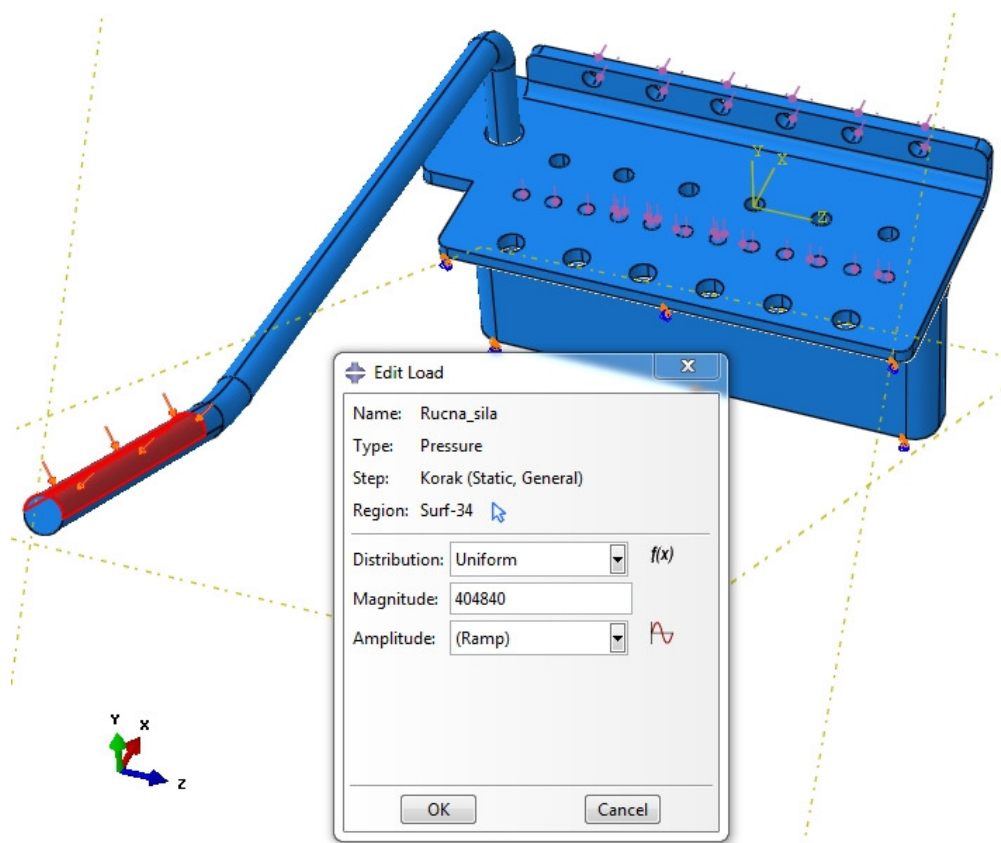 Y
X
Z
Edit Load
X
Name: Rucna_sila
Type: Pressure
Step: Korak (Static, General)
Region: Surf-34
Distribution: Uniform f(x)
Magnitude: 404840
Amplitude: (Ramp)
Y
X
Z
OK Cancel